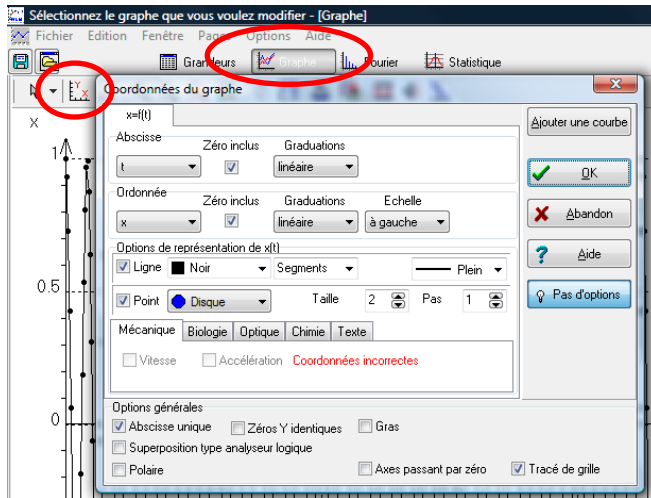 Sélectionnez le graphe que vous voulez modifier - [Graphe]
Fichier Edition Fenêtre Page Options Aide
Grandeurs Graphe Fourier Statistique
Y
X
Coordonnées du graphe
X
x=f(t)
Ajouter une courbe
Abscisse
Zéro inclus Graduations
1
t linéaire
OK
Ordonnée
Zéro inclus Graduations Echelle
x linéaire à gauche
Abandon
Options de représentation de x(t)
Aide
Ligne Noir Segments Plein
0.5
Point Disque Taille 2 Pas 1
Pas d'options
Mécanique Biologie Optique Chimie Texte
Vitesse Accélération Coordonnées incorrectes
Options générales
0
Abscisse unique Zéros Y identiques Gras
Superposition type analyseur logique
Polaire Axes passant par zéro Tracé de grille